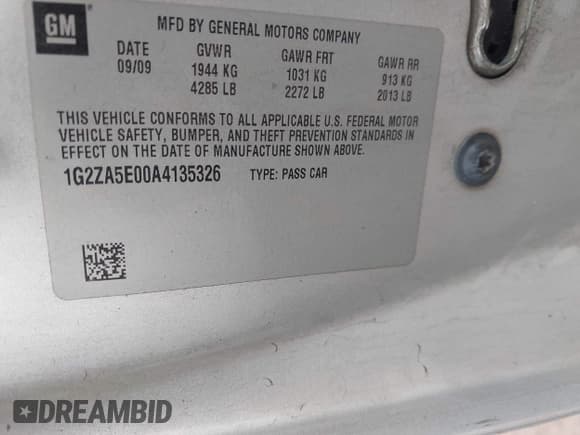 GM
MFD BY GENERAL MOTORS COMPANY
DATE GVWR GAWR FRT GAWR RR
09/09 1944 KG 1031 KG 913 KG
4285 LB 2272 LB 2013 LB
THIS VEHICLE CONFORMS TO ALL APPLICABLE U.S. FEDERAL MOTOR
VEHICLE SAFETY, BUMPER, AND THEFT PREVENTION STANDARDS IN
EFFECT ON THE DATE OF MANUFACTURE SHOWN ABOVE.
1G2ZA5E00A4135326 TYPE: PASS CAR
DREAMBID